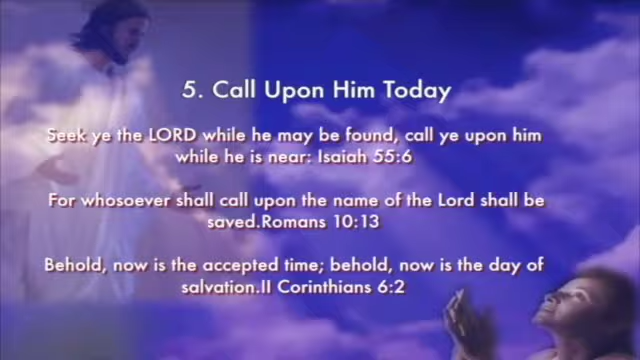 5. Call Upon Him Today
Seek ye the LORD while he may be found, call ye upon him
while he is near: Isaiah 55:6
For whosoever shall call upon the name of the Lord shall be
saved.Romans 10:13
Behold, now is the accepted time; behold, now is the day of
salvation.II Corinthians 6:2